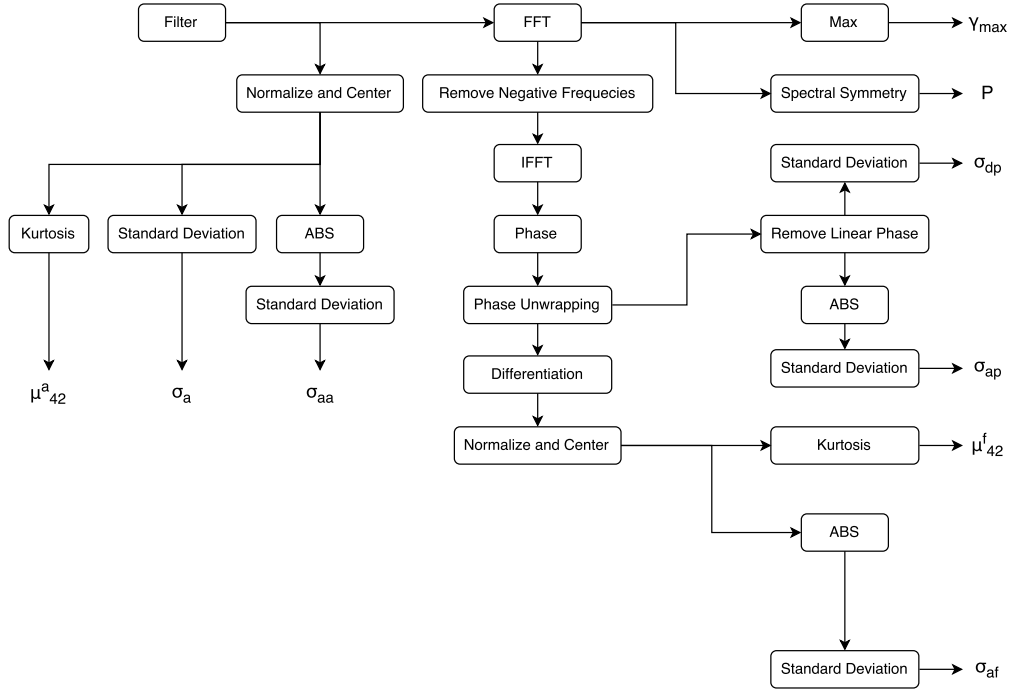 Filter
FFT
Max
γmax
Normalize and Center
Remove Negative Frequecies
Spectral Symmetry
P
IFFT
Standard Deviation
σdp
Kurtosis
Standard Deviation
ABS
Phase
Remove Linear Phase
Standard Deviation
Phase Unwrapping
ABS
Differentiation
Standard Deviation
σap
μa42
σa
σaa
Normalize and Center
Kurtosis
μf42
ABS
Standard Deviation
σaf